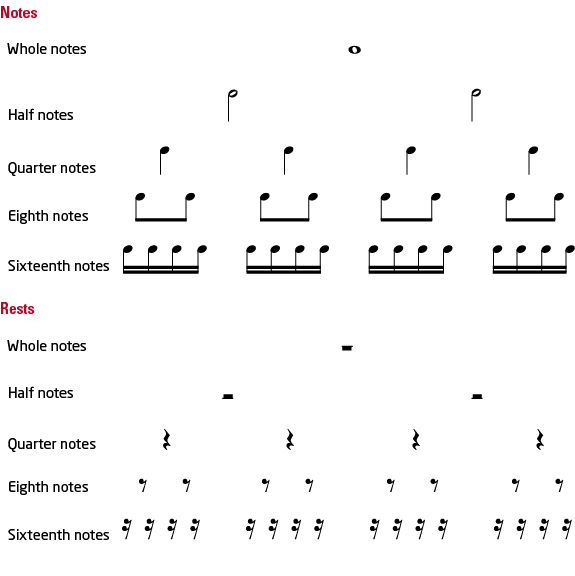 Notes
Whole notes
Half notes
Quarter notes
Eighth notes
Sixteenth notes
Rests
Whole notes
Half notes
Quarter notes
Eighth notes
Sixteenth notes